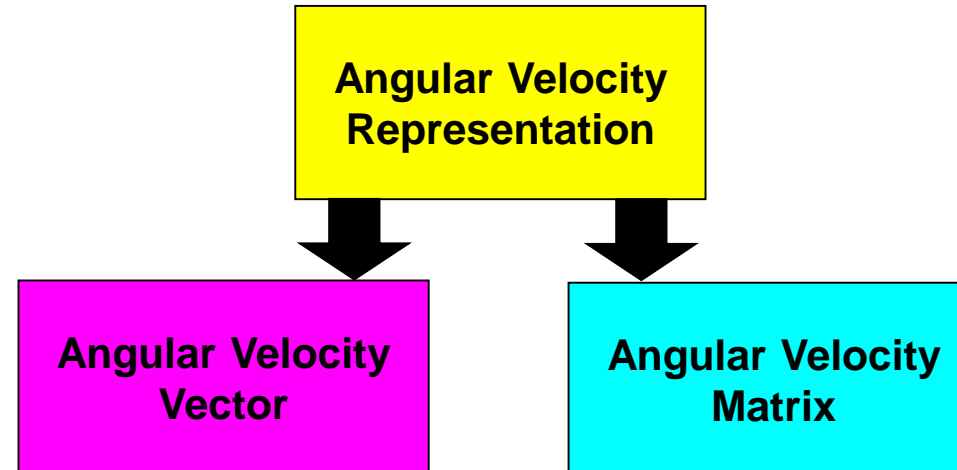 Angular Velocity
Representation
Angular Velocity
Vector
Angular Velocity
Matrix